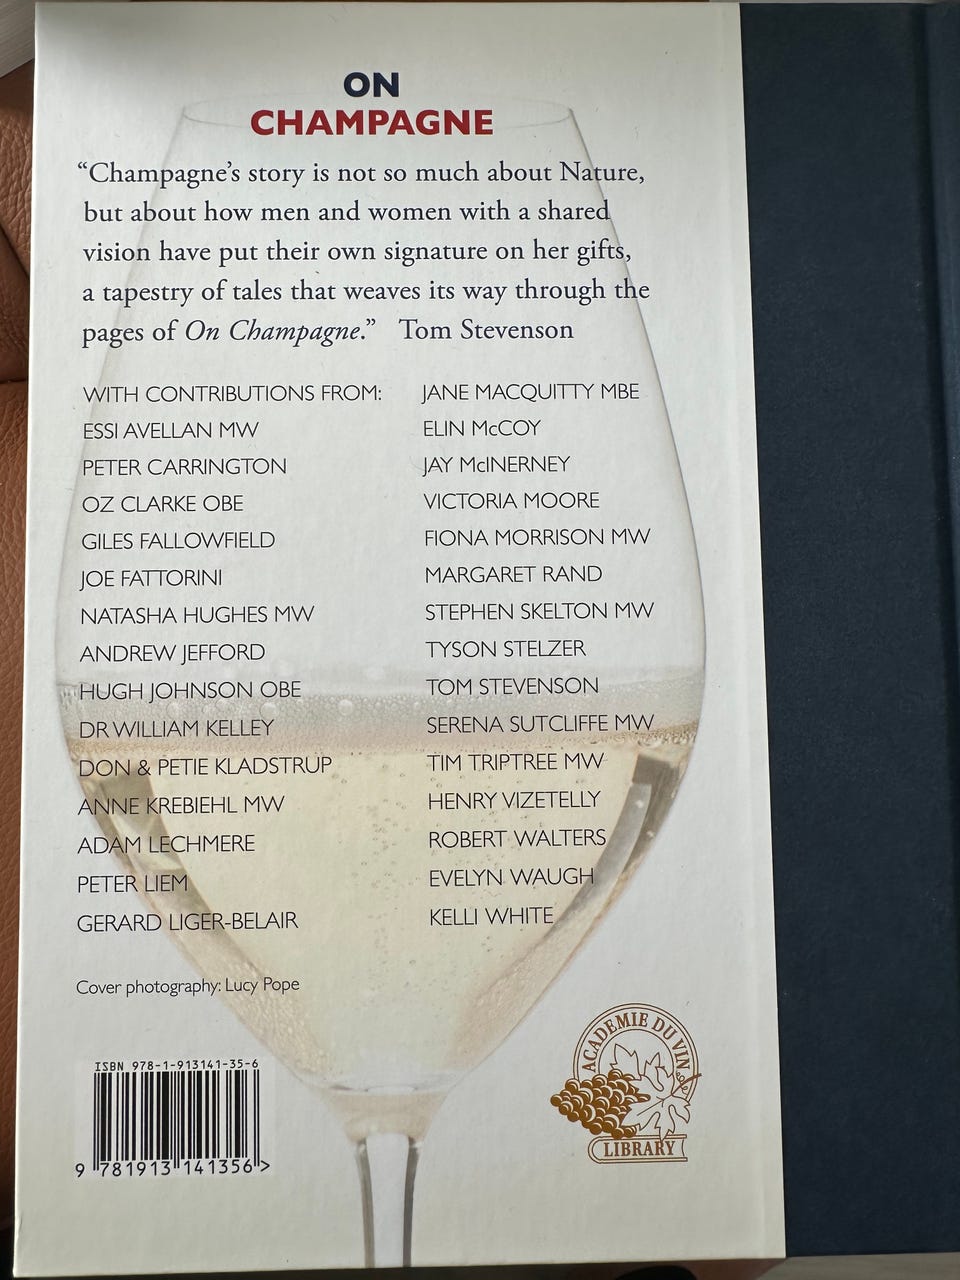 ON
CHAMPAGNE
“Champagne’s story is not so much about Nature,
but about how men and women with a shared
vision have put their own signature on her gifts,
a tapestry of tales that weaves its way through the
pages of On Champagne.” Tom Stevenson
WITH CONTRIBUTIONS FROM:
ESSI AVELLAN MW
PETER CARRINGTON
OZ CLARKE OBE
GILES FALLOWFIELD
JOE FATTORINI
NATASHA HUGHES MW
ANDREW JEFFORD
HUGH JOHNSON OBE
DR WILLIAM KELLEY
DON & PETIE KLADSTRUP
ANNE KREBIEHL MW
ADAM LECHMERE
PETER LIEM
GERARD LIGER-BELAIR
JANE MACQUITTY MBE
ELIN McCOY
JAY McINERNEY
VICTORIA MOORE
FIONA MORRISON MW
MARGARET RAND
STEPHEN SKELTON MW
TYSON STELZER
TOM STEVENSON
SERENA SUTCLIFFE MW
TIM TRIPTREE MW
HENRY VIZETELLY
ROBERT WALTERS
EVELYN WAUGH
KELLI WHITE
Cover photography: Lucy Pope
ISBN 978-1-913141-35-6
9 781913 141356 >
ACADEMIE DU VIN
LIBRARY